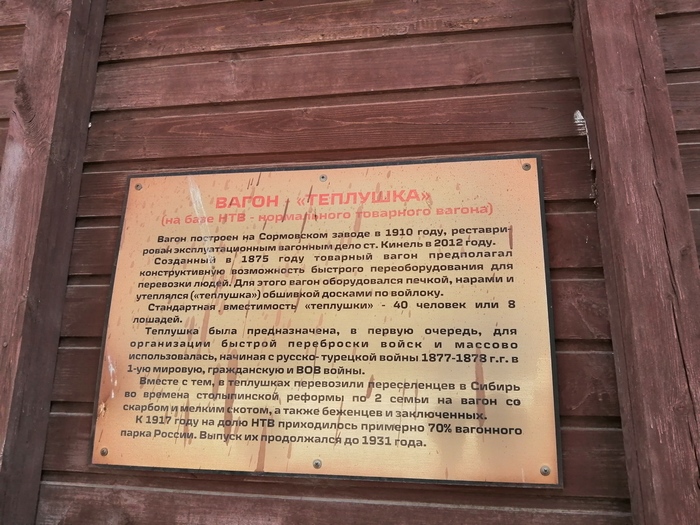 ВАГОН «ТЕПЛУШКА»
(на базе НТВ - нормального товарного вагона)
Вагон построен на Сормовском заводе в 1910 году, реставри-
рован эксплуатационным вагонным депо ст. Кинель в 2012 году.
Созданный в 1875 году товарный вагон предполагал
конструктивную возможность быстрого переоборудования для
перевозки людей. Для этого вагон оборудовался печкой, нарами и
утеплялся («теплушка») обшивкой досками по войлоку.
Стандартная вместимость «теплушки» - 40 человек или 8
лошадей.
Теплушка была предназначена, в первую очередь, для
организации быстрой переброски войск и массово
использовалась, начиная с русско-турецкой войны 1877-1878 г.г. в
1-ую мировую, гражданскую и ВОВ войны.
Вместе с тем, в теплушках перевозили переселенцев в Сибирь
во времена столыпинской реформы по 2 семьи на вагон со
скарбом и мелким скотом, а также беженцев и заключенных.
К 1917 году на долю НТВ приходилось примерно 70% вагонного
парка России. Выпуск их продолжался до 1931 года.